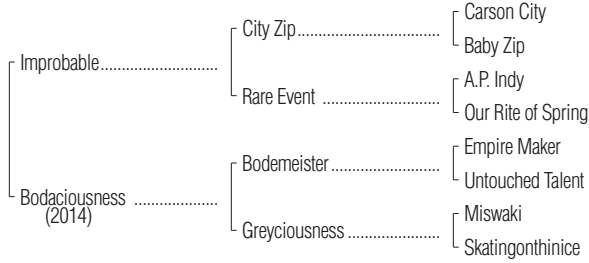 Carson City
City Zip
Baby Zip
Improbable
A.P. Indy
Rare Event
Our Rite of Spring
Empire Maker
Bodemeister
Untouched Talent
Bodaciousness
(2014)
Miswaki
Greyciousness
Skatingonthinice